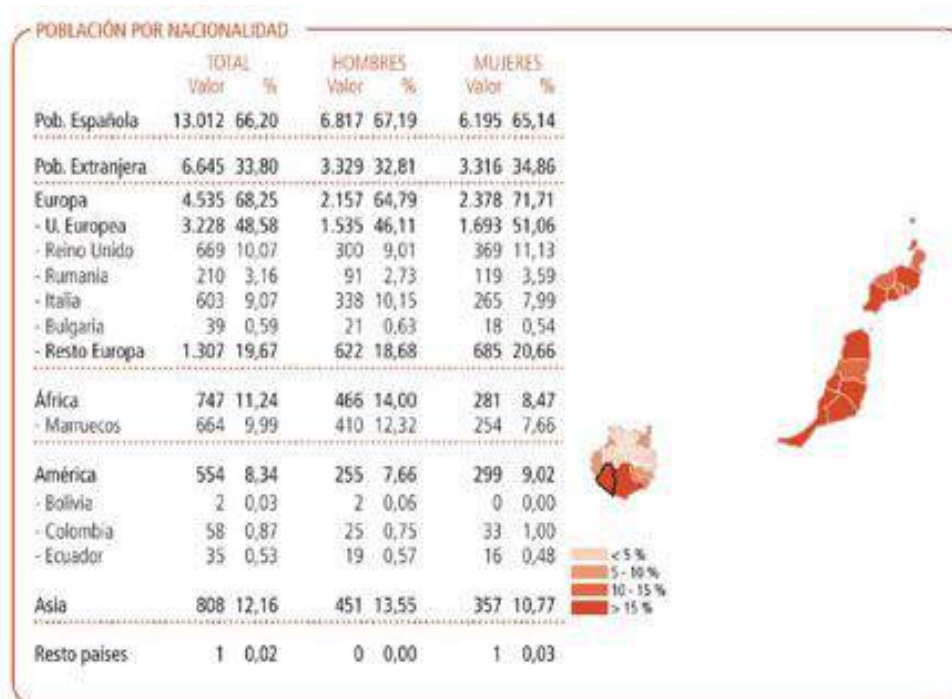 POBLACIÓN POR NACIONALIDAD
TOTAL HOMBRES MUJERES
Valor % Valor % Valor %
Pob. Española 13.012 66,20 6.817 67,19 6.195 65,14
Pob. Extranjera 6.645 33,80 3.329 32,81 3.316 34,86
Europa 4.535 68,25 2.157 64,79 2.378 71,71
- U. Europea 3.228 48,58 1.535 46,11 1.693 51,06
- Reino Unido 669 10,07 300 9,01 369 11,13
- Rumania 210 3,16 91 2,73 119 3,59
- Italia 603 9,07 338 10,15 265 7,99
- Bulgaria 39 0,59 21 0,63 18 0,54
- Resto Europa 1.307 19,67 622 18,68 685 20,66
África 747 11,24 466 14,00 281 8,47
- Marruecos 664 9,99 410 12,32 254 7,66
América 554 8,34 255 7,66 299 9,02
- Bolivia 2 0,03 2 0,06 0 0,00
- Colombia 58 0,87 25 0,75 33 1,00
- Ecuador 35 0,53 19 0,57 16 0,48
Asia 808 12,16 451 13,55 357 10,77
Resto países 1 0,02 0 0,00 1 0,03
< 5 %
5 - 10 %
10 - 15 %
> 15 %